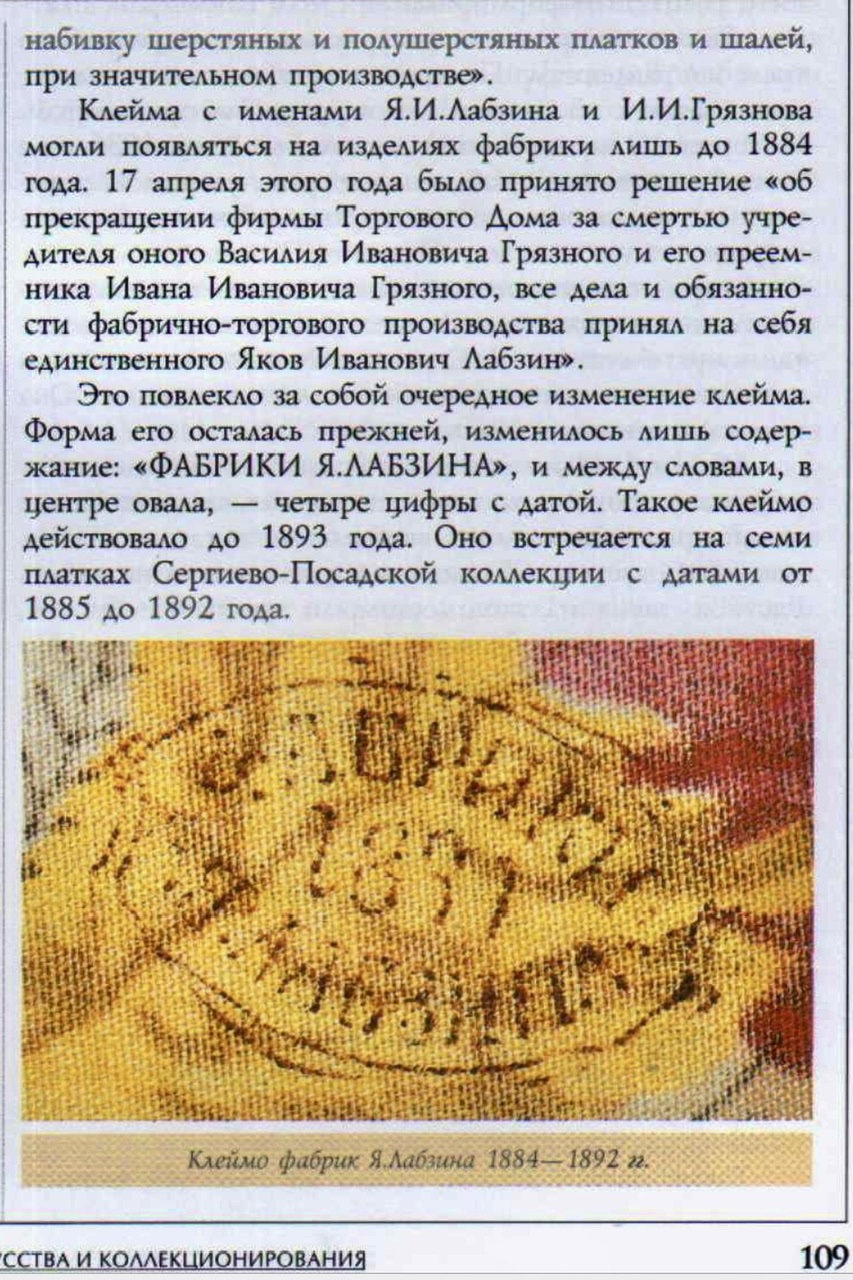 набивку шерстяных и полушерстяных платков и шалей,
при значительном производстве».
Клейма с именами Я.И.Лабзина и И.И.Грязнова
могли появляться на изделиях фабрики лишь до 1884
года. 17 апреля этого года было принято решение «об
прекращении фирмы Торгового Дома за смертью учре-
дителя оного Василия Ивановича Грязного и его преем-
ника Ивана Ивановича Грязного, все дела и обязанно-
сти фабрично-торгового производства принял на себя
единственного Яков Иванович Лабзин».
Это повлекло за собой очередное изменение клейма.
Форма его осталась прежней, изменилось лишь содер-
жание: «ФАБРИКИ Я.ЛАБЗИНА», и между словами, в
центре овала, — четыре цифры с датой. Такое клеймо
действовало до 1893 года. Оно встречается на семи
платках Сергиево-Посадской коллекции с датами от
1885 до 1892 года.
Клеймо фабрик Я.Лабзина 1884—1892 гг.
И КОЛЛЕКЦИОНИРОВАНИЯ
109